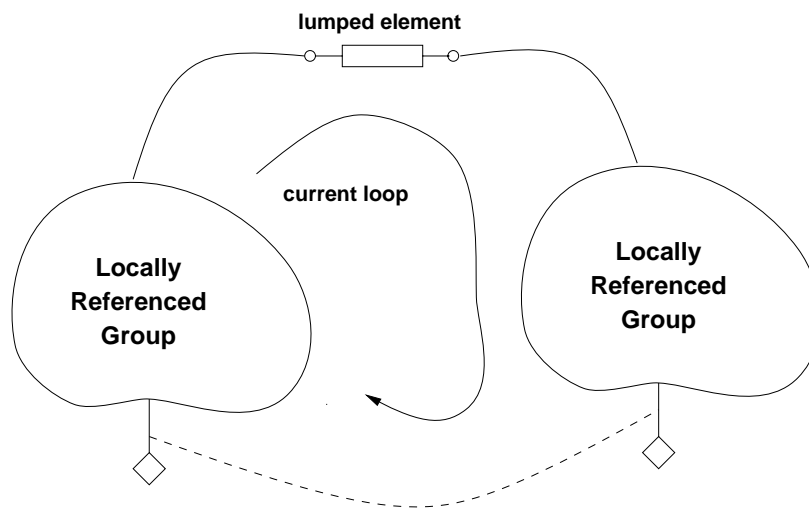 lumped element
current loop
Locally
Referenced
Group
Locally
Referenced
Group